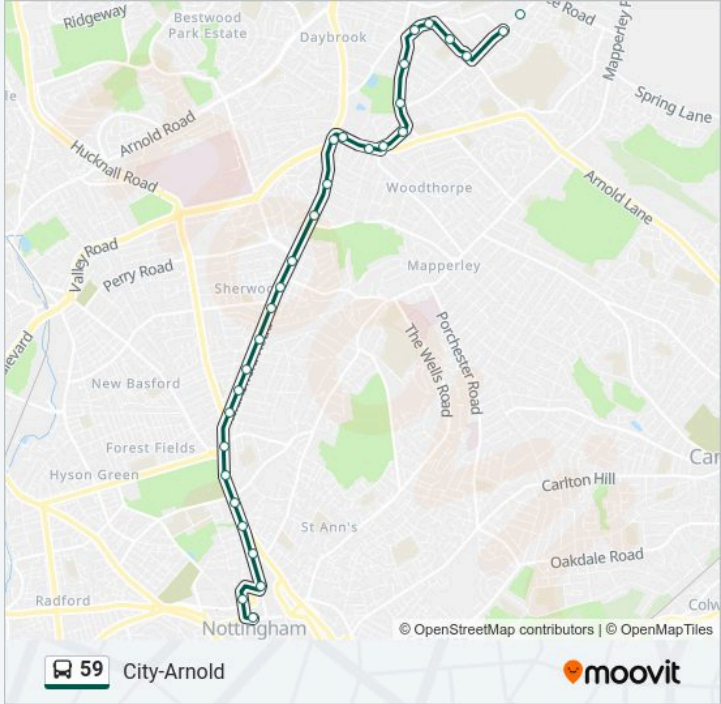 Ridgeway
Bestwood
Park Estate
Daybrook
Road
Mapperley
Spring Lane
Arnold Road
Hucknall Road
Woodthorpe
Arnold Lane
Valley Road
Perry Road
Mapperley
Sherwoo
Porchester Road
The Wells Road
New Basford
Forest Fields
Hyson Green
Carlton Hill
St Ann's
Oakdale Road
Radford
Nottingham
© OpenStreetMap contributors | © OpenMapTiles
59 City-Arnold
moovit